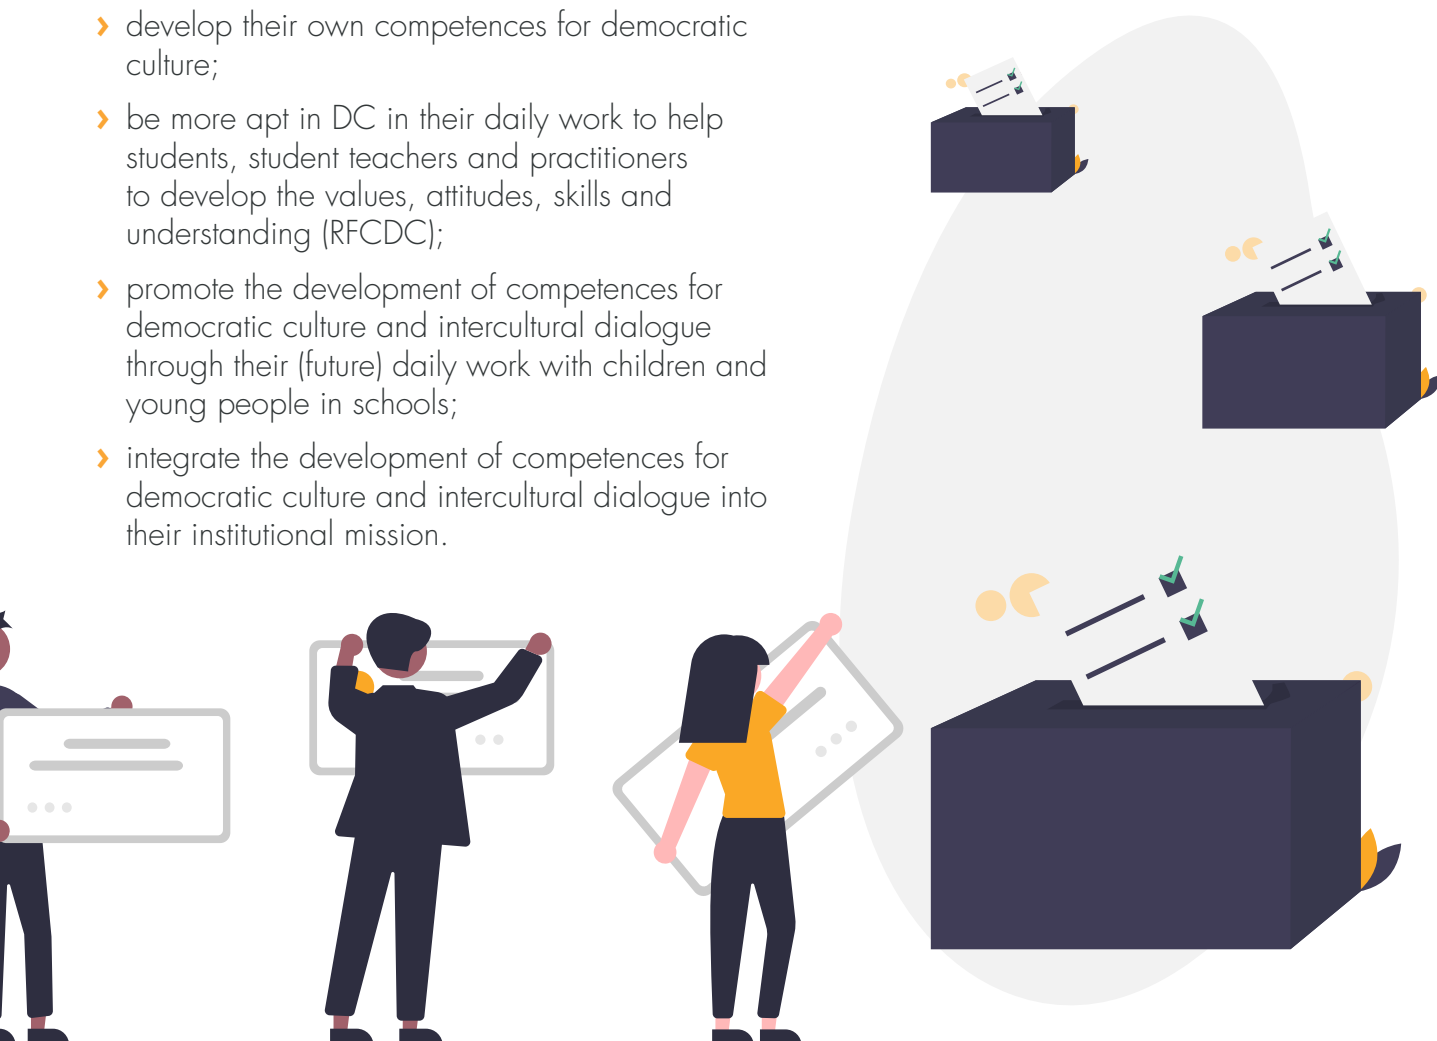 › develop their own competences for democratic
culture;
› be more apt in DC in their daily work to help
students, student teachers and practitioners
to develop the values, attitudes, skills and
understanding (RFCDC);
› promote the development of competences for
democratic culture and intercultural dialogue
through their (future) daily work with children and
young people in schools;
› integrate the development of competences for
democratic culture and intercultural dialogue into
their institutional mission.